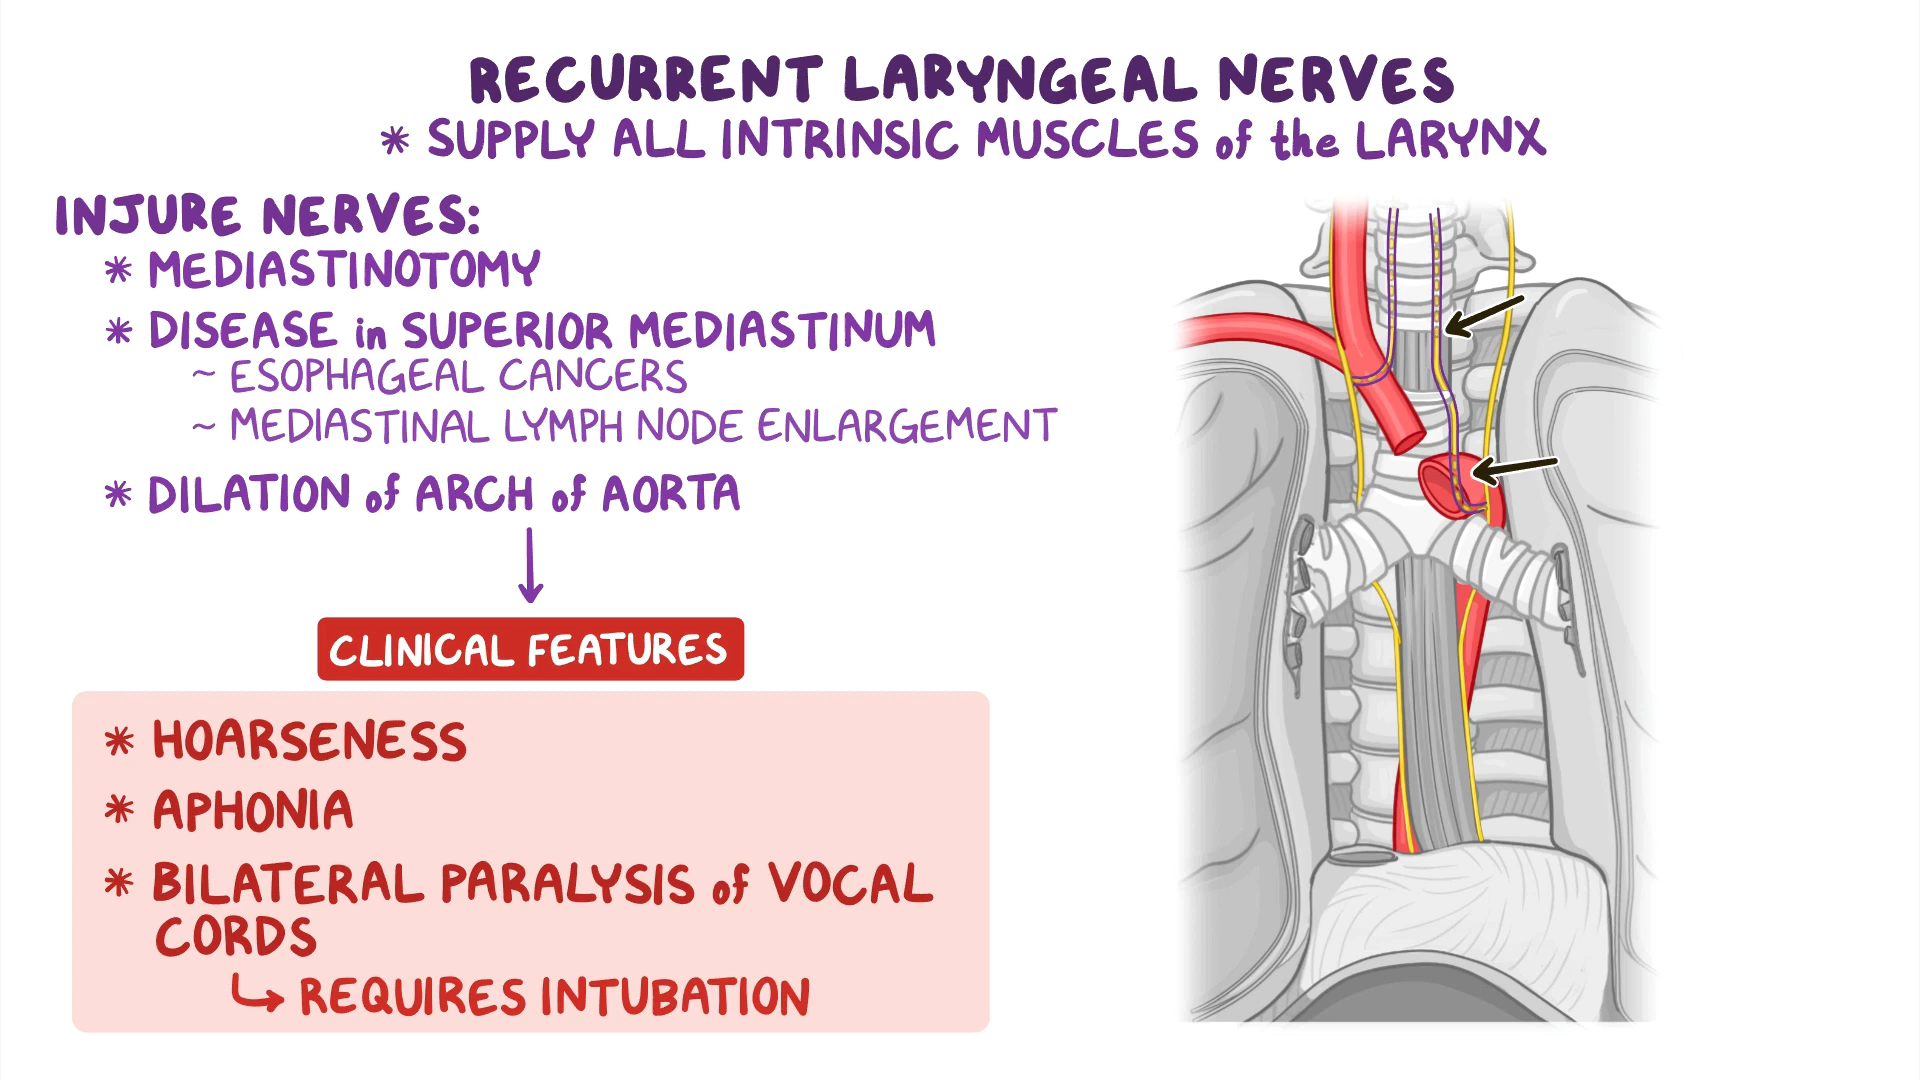 RECURRENT LARYNGEAL NERVES
* SUPPLY ALL INTRINSIC MUSCLES of the LARYNX
INJURE NERVES:
* MEDIASTINOTOMY
* DISEASE in SUPERIOR MEDIASTINUM
~ ESOPHAGEAL CANCERS
~ MEDIASTINAL LYMPH NODE ENLARGEMENT
* DILATION of ARCH of AORTA
CLINICAL FEATURES
* HOARSENESS
* APHONIA
* BILATERAL PARALYSIS of VOCAL
CORDS
↳ REQUIRES INTUBATION